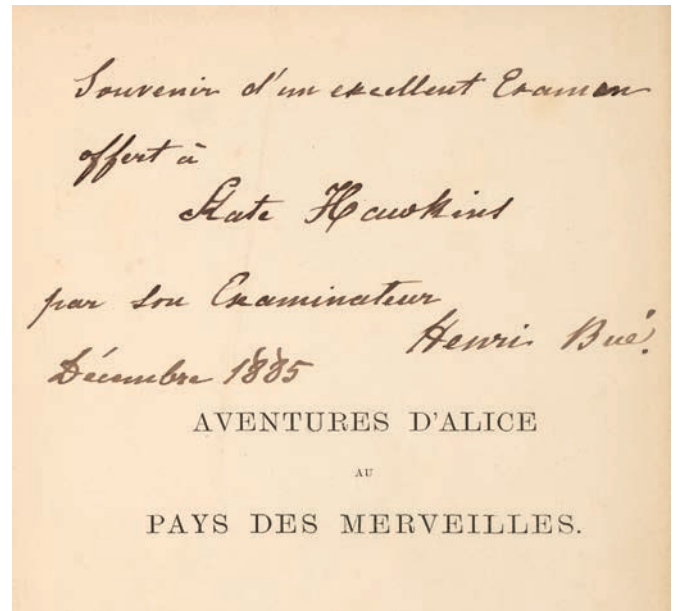 Souvenir d'un excellent Examen
offert à
Kate Hawkins
par son Examinateur
Henri Bué.
Décembre 1885
AVENTURES D'ALICE
AU
PAYS DES MERVEILLES.